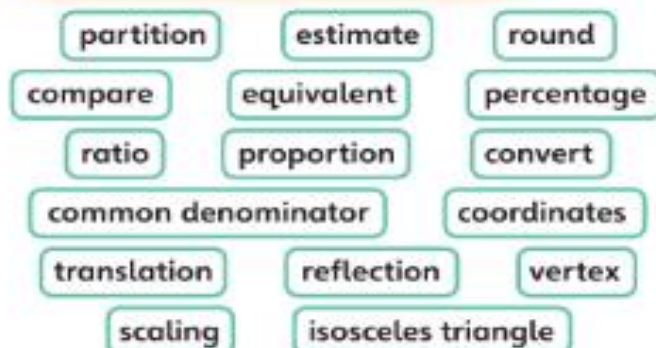 partition estimate round
compare equivalent percentage
ratio proportion convert
common denominator coordinates
translation reflection vertex
scaling isosceles triangle